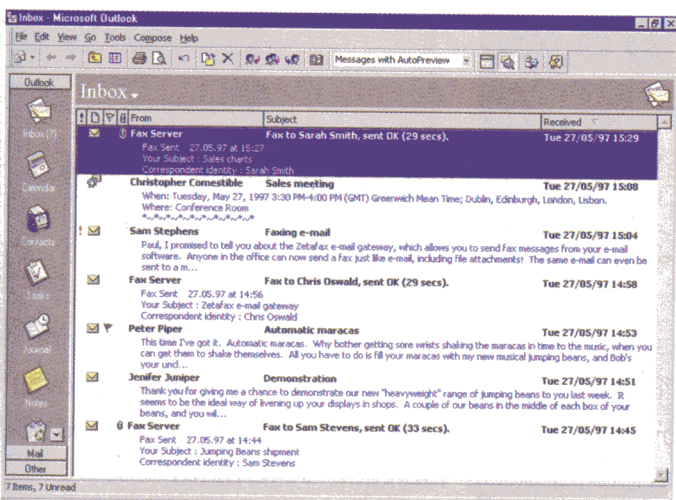 Inbox - Microsoft Outlook
File Edit View Go Tools Compose Help
Messages with AutoPreview
Outlook
Inbox
Inbox (7)
Calendar
Contacts
Tasks
Journal
Notes
Mail
Other
! From Subject Received
Fax Server Fax to Sarah Smith, sent OK (29 secs). Tue 27/05/97 15:29
Fax Sent 27.05.97 at 15:27
Your Subject : Sales charts
Correspondent identity : Sarah Smith
Christopher Comestible Sales meeting Tue 27/05/97 15:08
When: Tuesday, May 27, 1997 3:30 PM-4:00 PM (GMT) Greenwich Mean Time; Dublin, Edinburgh, London, Lisbon.
Where: Conference Room
*~*~*~*~*~*~*~*~*~*
! Sam Stephens Faxing e-mail Tue 27/05/97 15:04
Paul, I promised to tell you about the Zetafax e-mail gateway, which allows you to send fax messages from your e-mail
software. Anyone in the office can now send a fax just like e-mail, including file attachments! The same e-mail can even be
sent to a m...
Fax Server Fax to Chris Oswald, sent OK (29 secs). Tue 27/05/97 14:58
Fax Sent 27.05.97 at 14:56
Your Subject : Zetafax e-mail gateway
Correspondent identity : Chris Oswald
Peter Piper Automatic maracas Tue 27/05/97 14:53
This time I've got it. Automatic maracas. Why bother getting sore wrists shaking the maracas in time to the music, when you
can get them to shake themselves. All you have to do is fill your maracas with my new musical jumping beans, and Bob's
your und...
Jenifer Juniper Demonstration Tue 27/05/97 14:51
Thank you for giving me a chance to demonstrate our new "heavyweight" range of jumping beans to you last week. It
seems to be the ideal way of livening up your displays in shops. A couple of our beans in the middle of each box of your
beans, and you wil...
Fax Server Fax to Sam Stevens, sent OK (33 secs). Tue 27/05/97 14:45
Fax Sent 27.05.97 at 14:44
Your Subject : Jumping Beans shipment
Correspondent identity : Sam Stevens
7 Items, 7 Unread